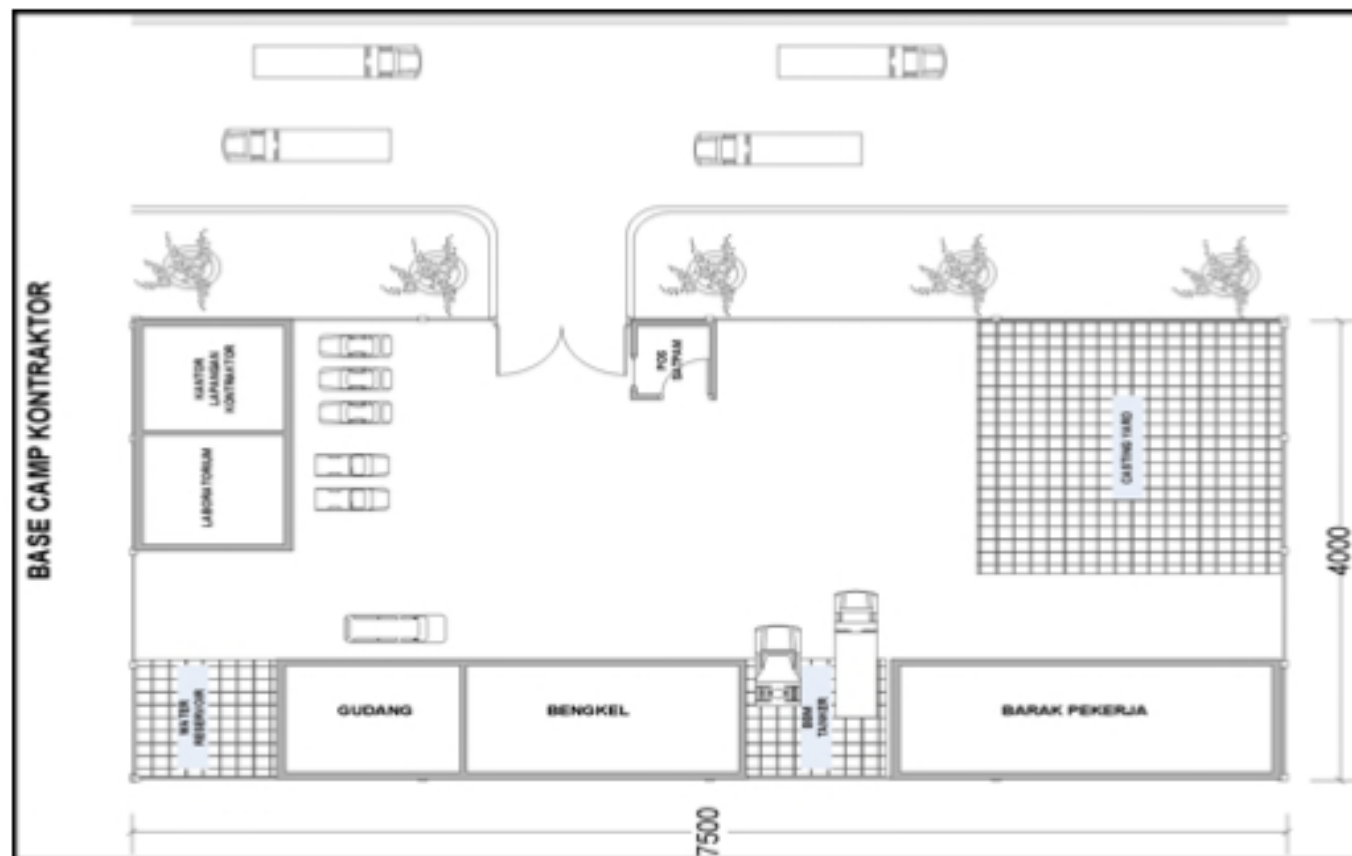 BASE CAMP KONTRAKTOR
KANTOR
LAPANGAN
KONTRAKTOR
POS
SATPAM
LABORATORIUM
CASTING YARD
4000
WATER
RESERVOIR
GUDANG
BENGKEL
BBM
TANKER
BARAK PEKERJA
7500